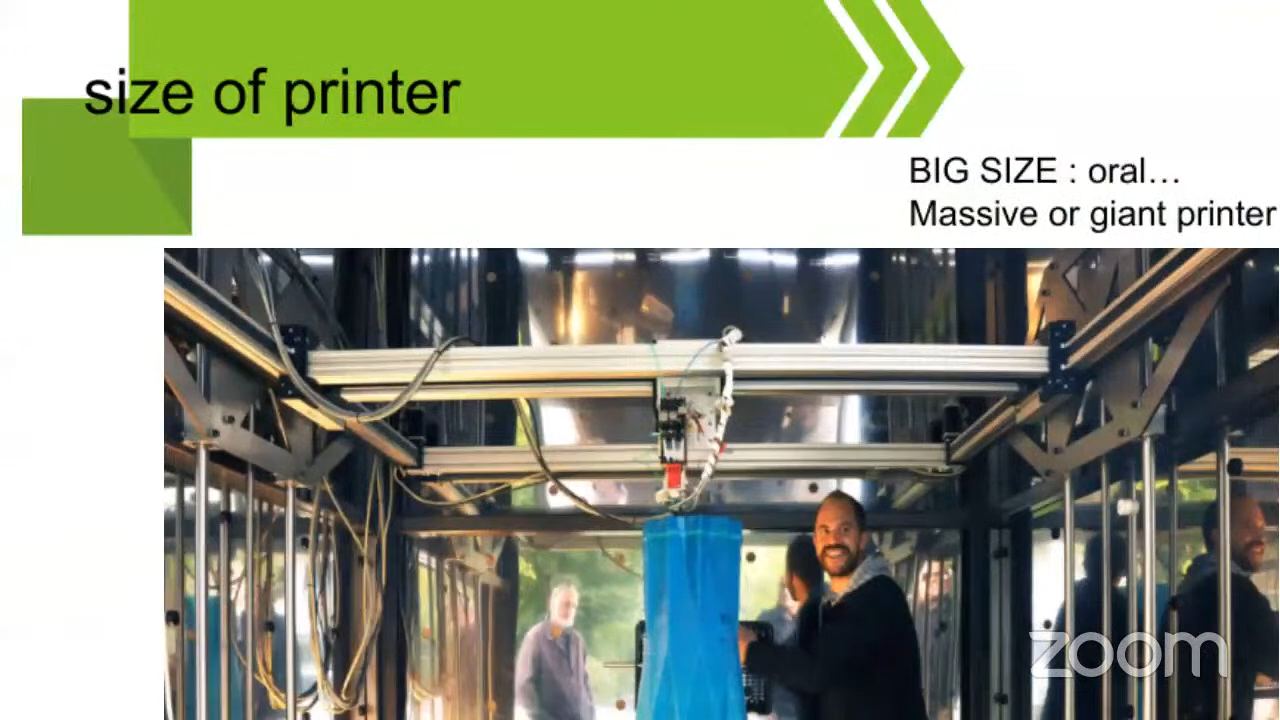 size of printer
BIG SIZE : oral…
Massive or giant printer
zoom